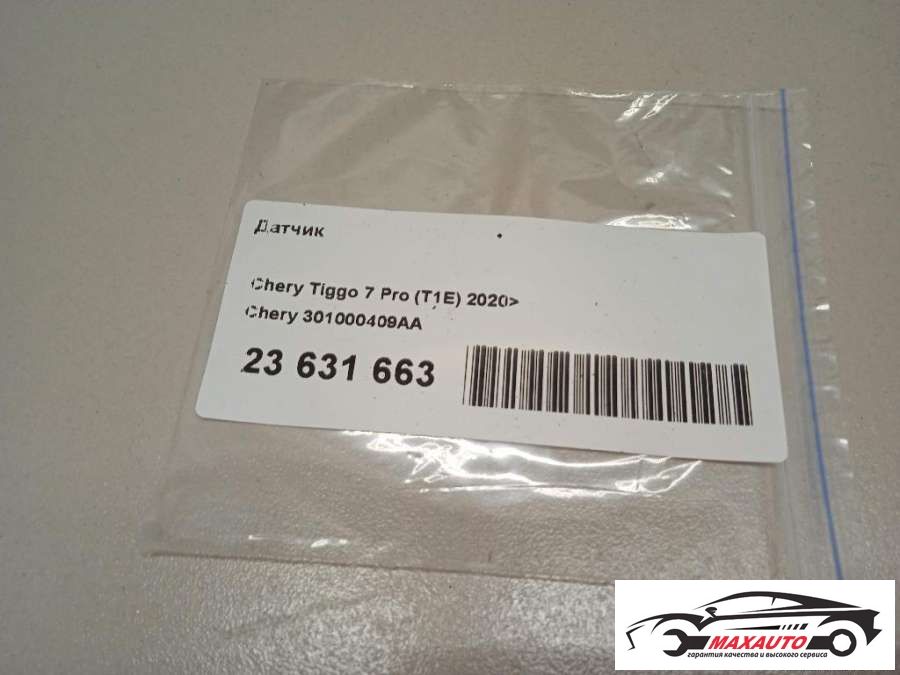 Датчик
Chery Tiggo 7 Pro (T1E) 2020>
Chery 301000409AA
23 631 663
MAXAUTO
гарантия качества и высокого сервиса